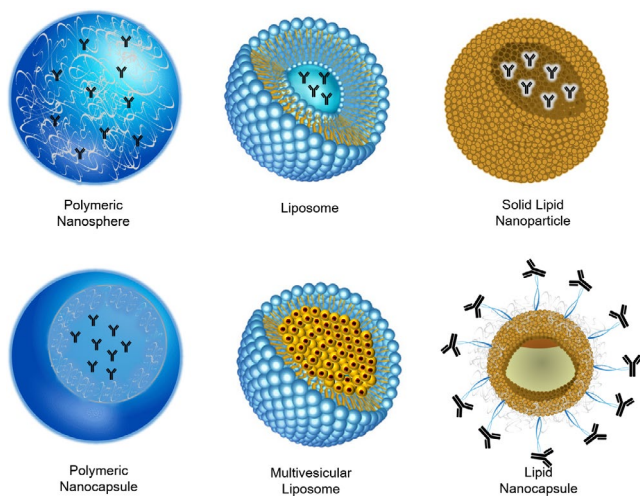 Polymeric
Nanosphere
Liposome
Solid Lipid
Nanoparticle
Polymeric
Nanocapsule
Multivesicular
Liposome
Lipid
Nanocapsule